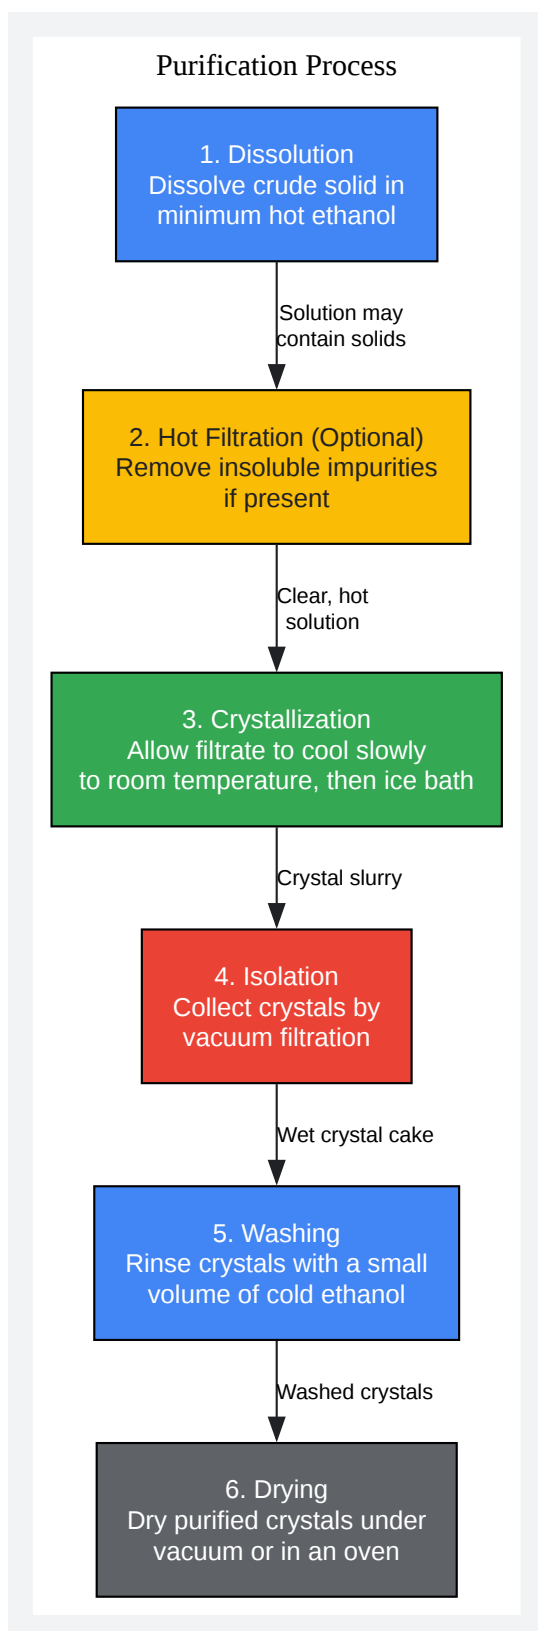 Purification Process
1. Dissolution
Dissolve crude solid in
minimum hot ethanol
Solution may
contain solids
2. Hot Filtration (Optional)
Remove insoluble impurities
if present
Clear, hot
solution
3. Crystallization
Allow filtrate to cool slowly
to room temperature, then ice bath
Crystal slurry
4. Isolation
Collect crystals by
vacuum filtration
Wet crystal cake
5. Washing
Rinse crystals with a small
volume of cold ethanol
Washed crystals
6. Drying
Dry purified crystals under
vacuum or in an oven